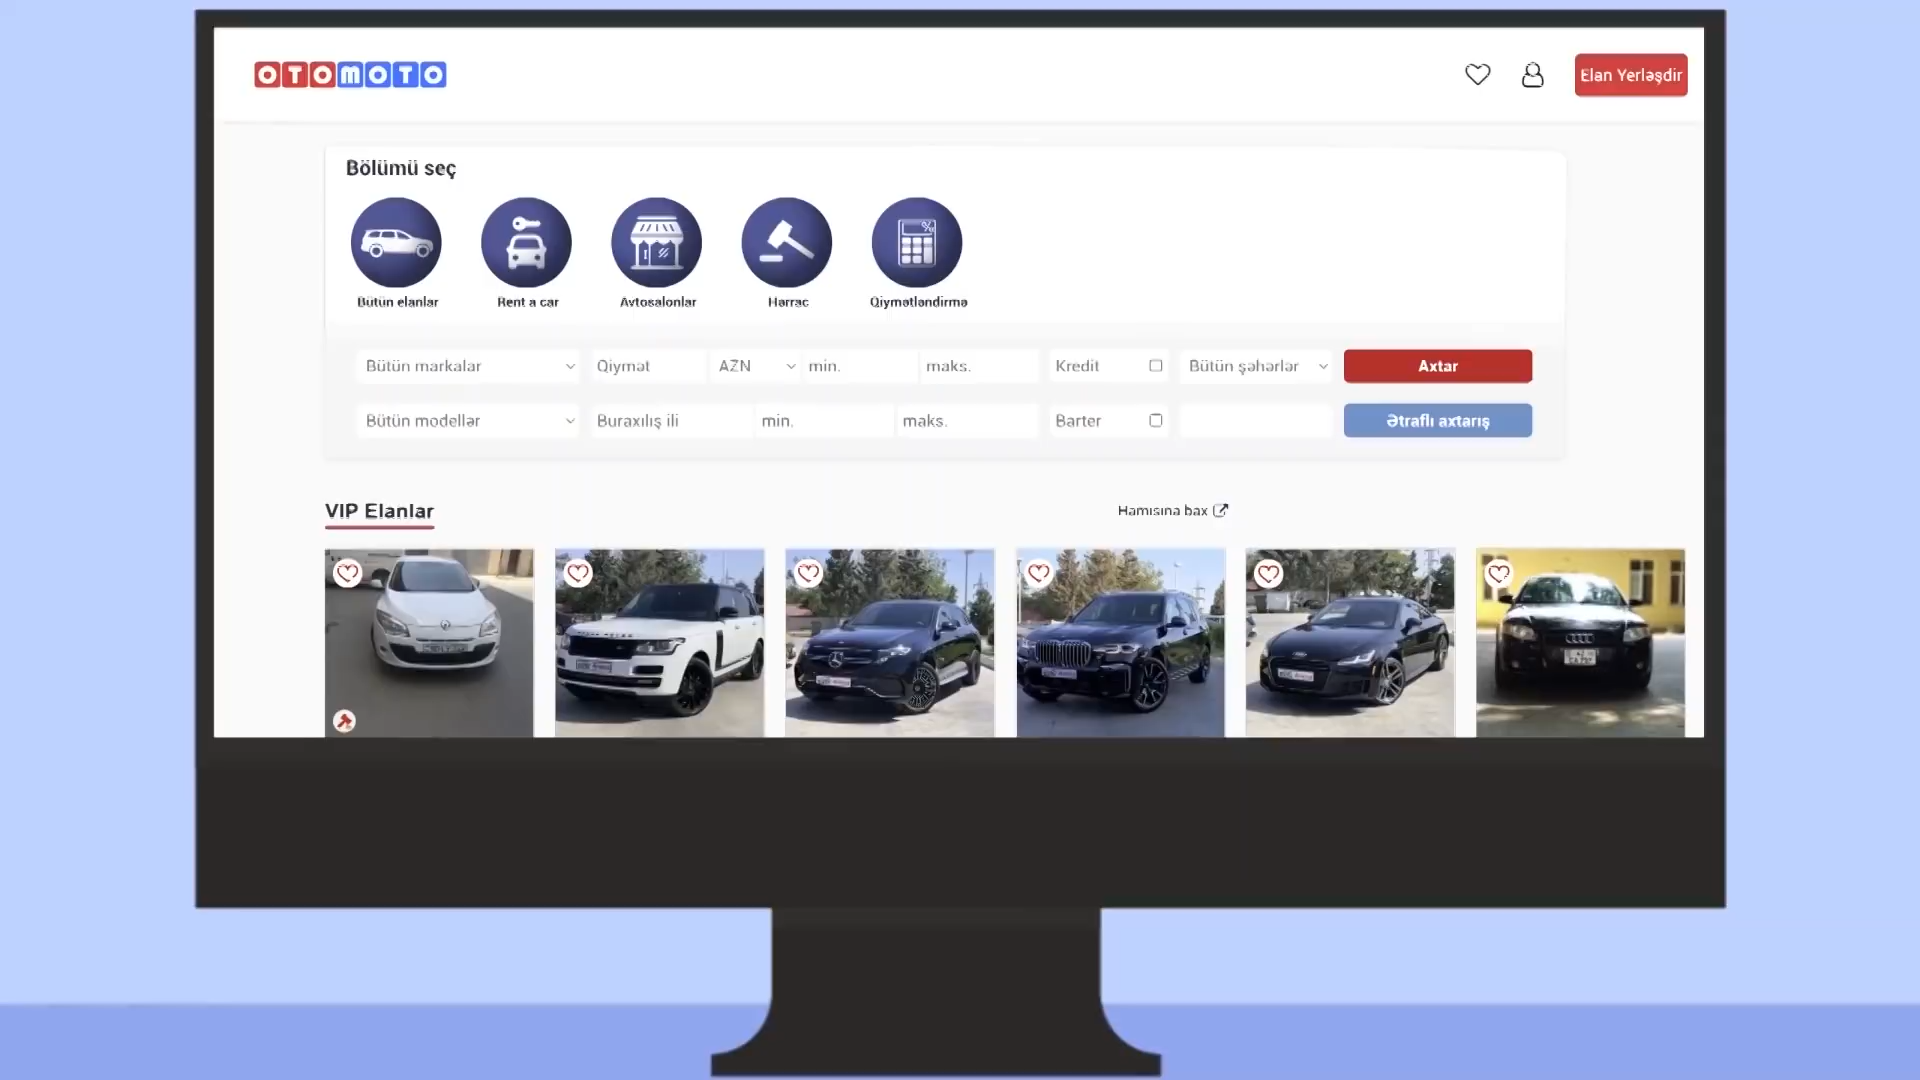 OTOMOTO
Elan Yerləşdir
Bölümü seç
Bütün elanlar
Rent a car
Avtosalonlar
Hərrac
Qiymətləndirmə
Bütün markalar
Qiymət
AZN
min.
maks.
Kredit
Bütün şəhərlər
Axtar
Bütün modellər
Buraxılış ili
min.
maks.
Barter
Ətraflı axtarış
VIP Elanlar
Hamısına bax